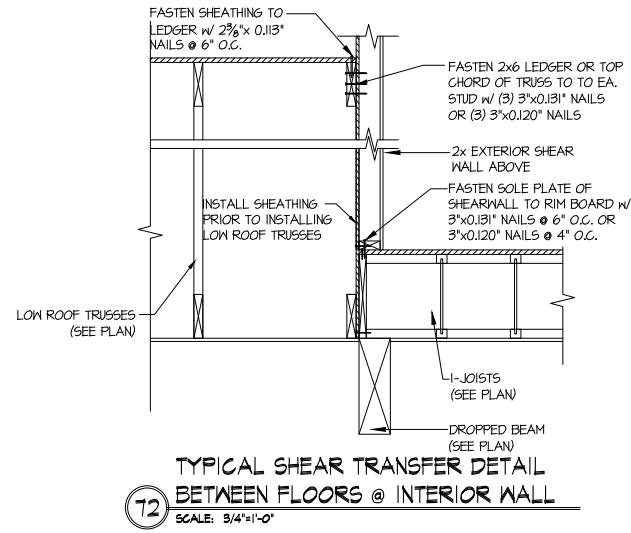 FASTEN SHEATHING TO
LEDGER W/ 2⅜"x 0.113"
NAILS @ 6" O.C.
FASTEN 2x6 LEDGER OR TOP
CHORD OF TRUSS TO TO EA.
STUD W/ (3) 3"x0.131" NAILS
OR (3) 3"x0.120" NAILS
2x EXTERIOR SHEAR
WALL ABOVE
FASTEN SOLE PLATE OF
SHEARWALL TO RIM BOARD W/
3"x0.131" NAILS @ 6" O.C. OR
3"x0.120" NAILS @ 4" O.C.
INSTALL SHEATHING
PRIOR TO INSTALLING
LOW ROOF TRUSSES
LOW ROOF TRUSSES
(SEE PLAN)
I-JOISTS
(SEE PLAN)
DROPPED BEAM
(SEE PLAN)
TYPICAL SHEAR TRANSFER DETAIL
72 BETWEEN FLOORS @ INTERIOR WALL
SCALE: 3/4"=1'-0"